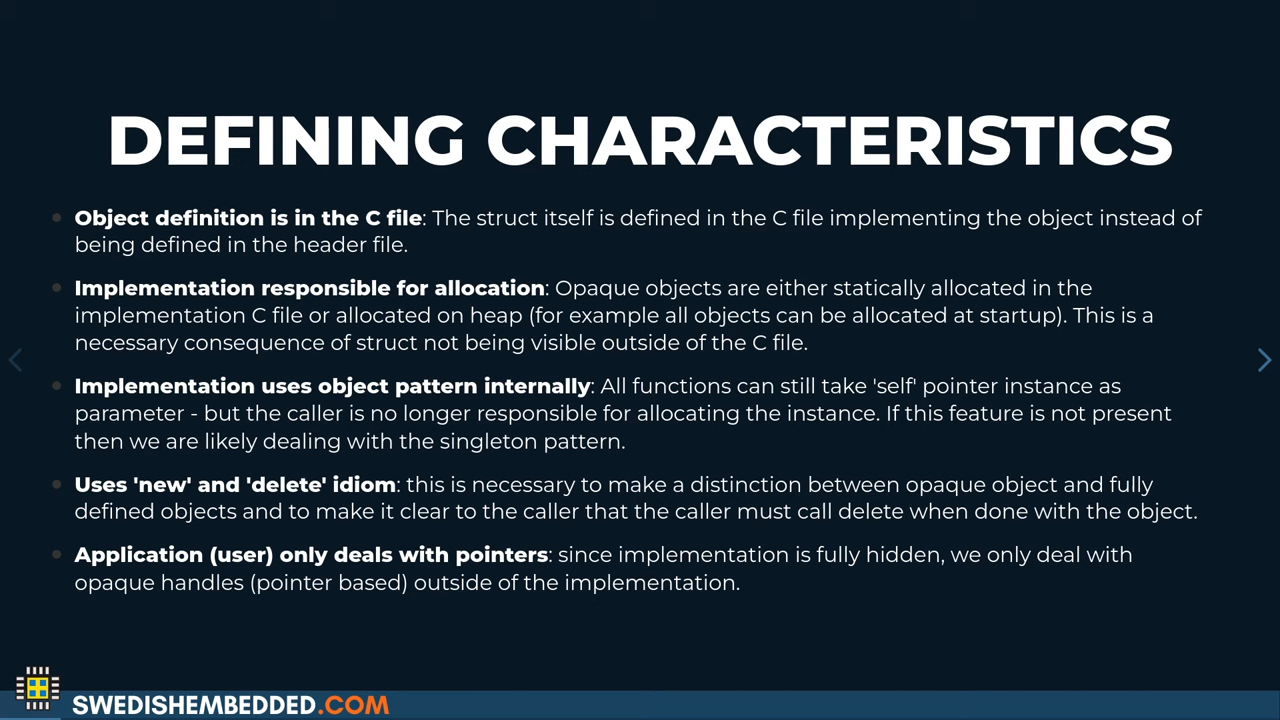 DEFINING CHARACTERISTICS
Object definition is in the C file: The struct itself is defined in the C file implementing the object instead of
being defined in the header file.
Implementation responsible for allocation: Opaque objects are either statically allocated in the
implementation C file or allocated on heap (for example all objects can be allocated at startup). This is a
necessary consequence of struct not being visible outside of the C file.
Implementation uses object pattern internally: All functions can still take 'self' pointer instance as
parameter - but the caller is no longer responsible for allocating the instance. If this feature is not present
then we are likely dealing with the singleton pattern.
Uses 'new' and 'delete' idiom: this is necessary to make a distinction between opaque object and fully
defined objects and to make it clear to the caller that the caller must call delete when done with the object.
Application (user) only deals with pointers: since implementation is fully hidden, we only deal with
opaque handles (pointer based) outside of the implementation.
SWEDISHEMBEDDED.COM